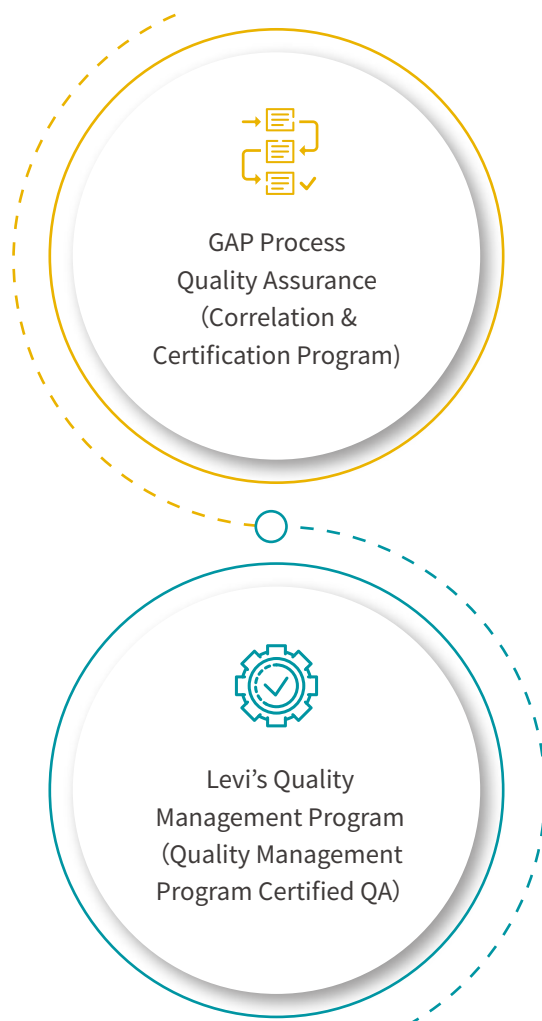 GAP Process
Quality Assurance
（Correlation &
Certification Program)
Levi’s Quality
Management Program
（Quality Management
Program Certified QA）